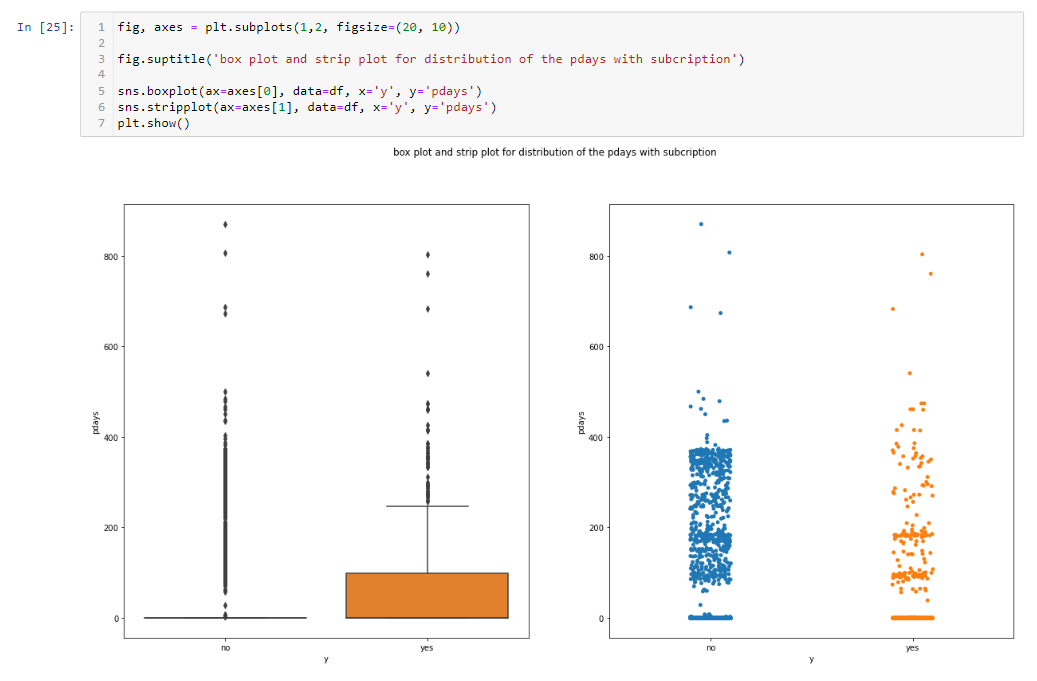 In [25]:
1 fig, axes = plt.subplots(1,2, figsize=(20, 10))
2
3 fig.suptitle('box plot and strip plot for distribution of the pdays with subcription')
4
5 sns.boxplot(ax=axes[0], data=df, x='y', y='pdays')
6 sns.stripplot(ax=axes[1], data=df, x='y', y='pdays')
7 plt.show()
box plot and strip plot for distribution of the pdays with subcription
800
600
400
200
0
pdays
no yes
y
800
600
400
200
0
pdays
no yes
y